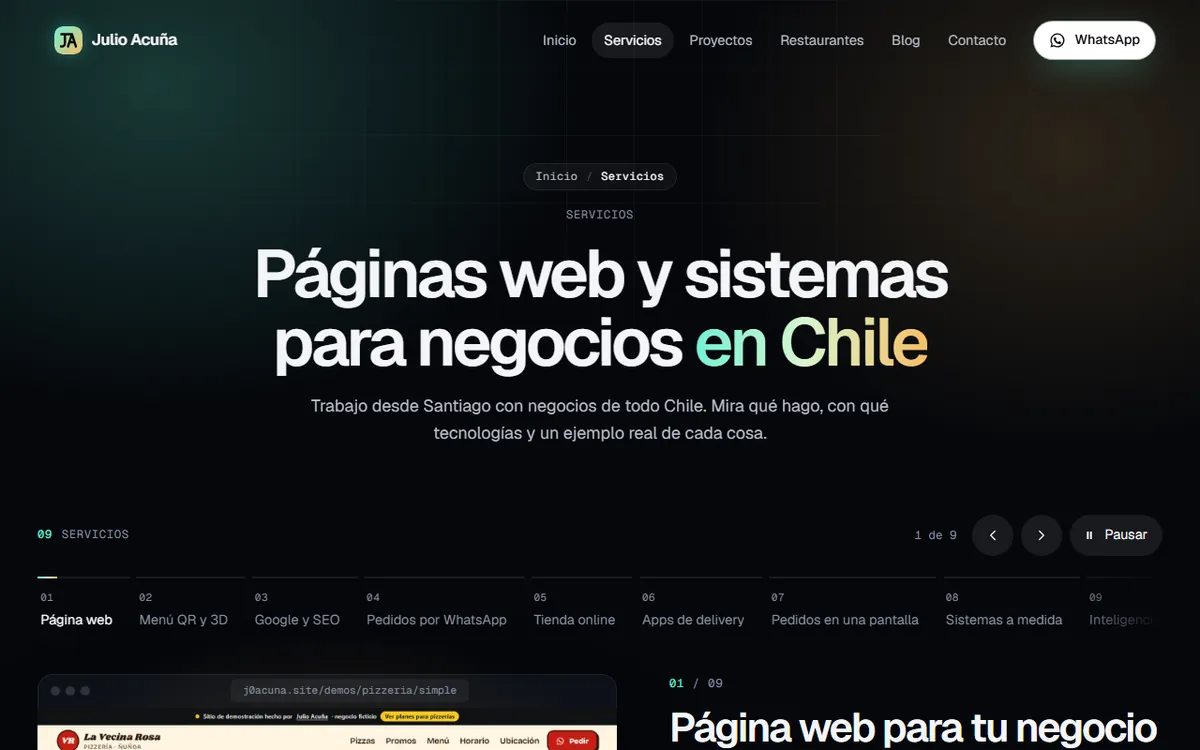 JA Julio Acuña
Inicio Servicios Proyectos Restaurantes Blog Contacto WhatsApp
Inicio / Servicios
SERVICIOS
Páginas web y sistemas
para negocios en Chile
Trabajo desde Santiago con negocios de todo Chile. Mira qué hago, con qué
tecnologías y un ejemplo real de cada cosa.
09 SERVICIOS
1 de 9
Pausar
01 02 03 04 05 06 07 08 09
Página web Menú QR y 3D Google y SEO Pedidos por WhatsApp Tienda online Apps de delivery Pedidos en una pantalla Sistemas a medida
j0acuna.site/demos/pizzeria/simple
Sitio de demostración hecho por Julio Acuña · negocio ficticio Ver planes para pizzerías
VR La Vecina Rosa
PIZZERÍA · ÑUÑOA
Pizzas Promos Menú Horario Ubicación Pedir
01 / 09
Página web para tu negocio